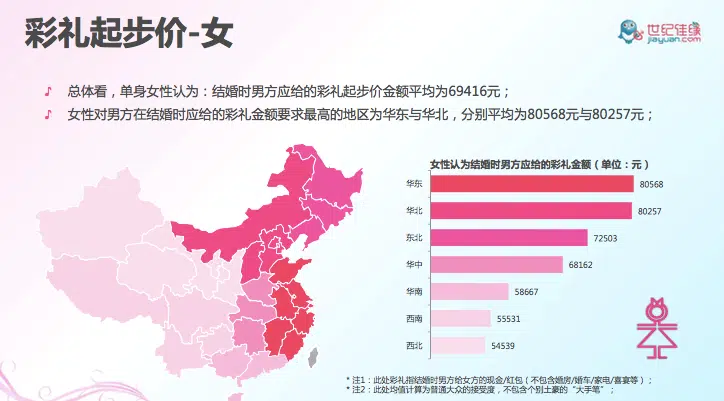 彩礼起步价-女
世纪佳缘
jiayuan.com
♪ 总体看，单身女性认为：结婚时男方应给的彩礼起步价金额平均为69416元；
♪ 女性对男方在结婚时应给的彩礼金额要求最高的地区为华东与华北，分别平均为80568元与80257元；
女性认为结婚时男方应给的彩礼金额（单位：元）
华东 80568
华北 80257
东北 72503
华中 68162
华南 58667
西南 55531
西北 54539
* 注1：此处彩礼指结婚时男方给女方的现金/红包（不包含婚房/婚车/家电/喜宴等）；
* 注2：此处均值计算为普通大众的接受度，不包含个别土豪的“大手笔”；